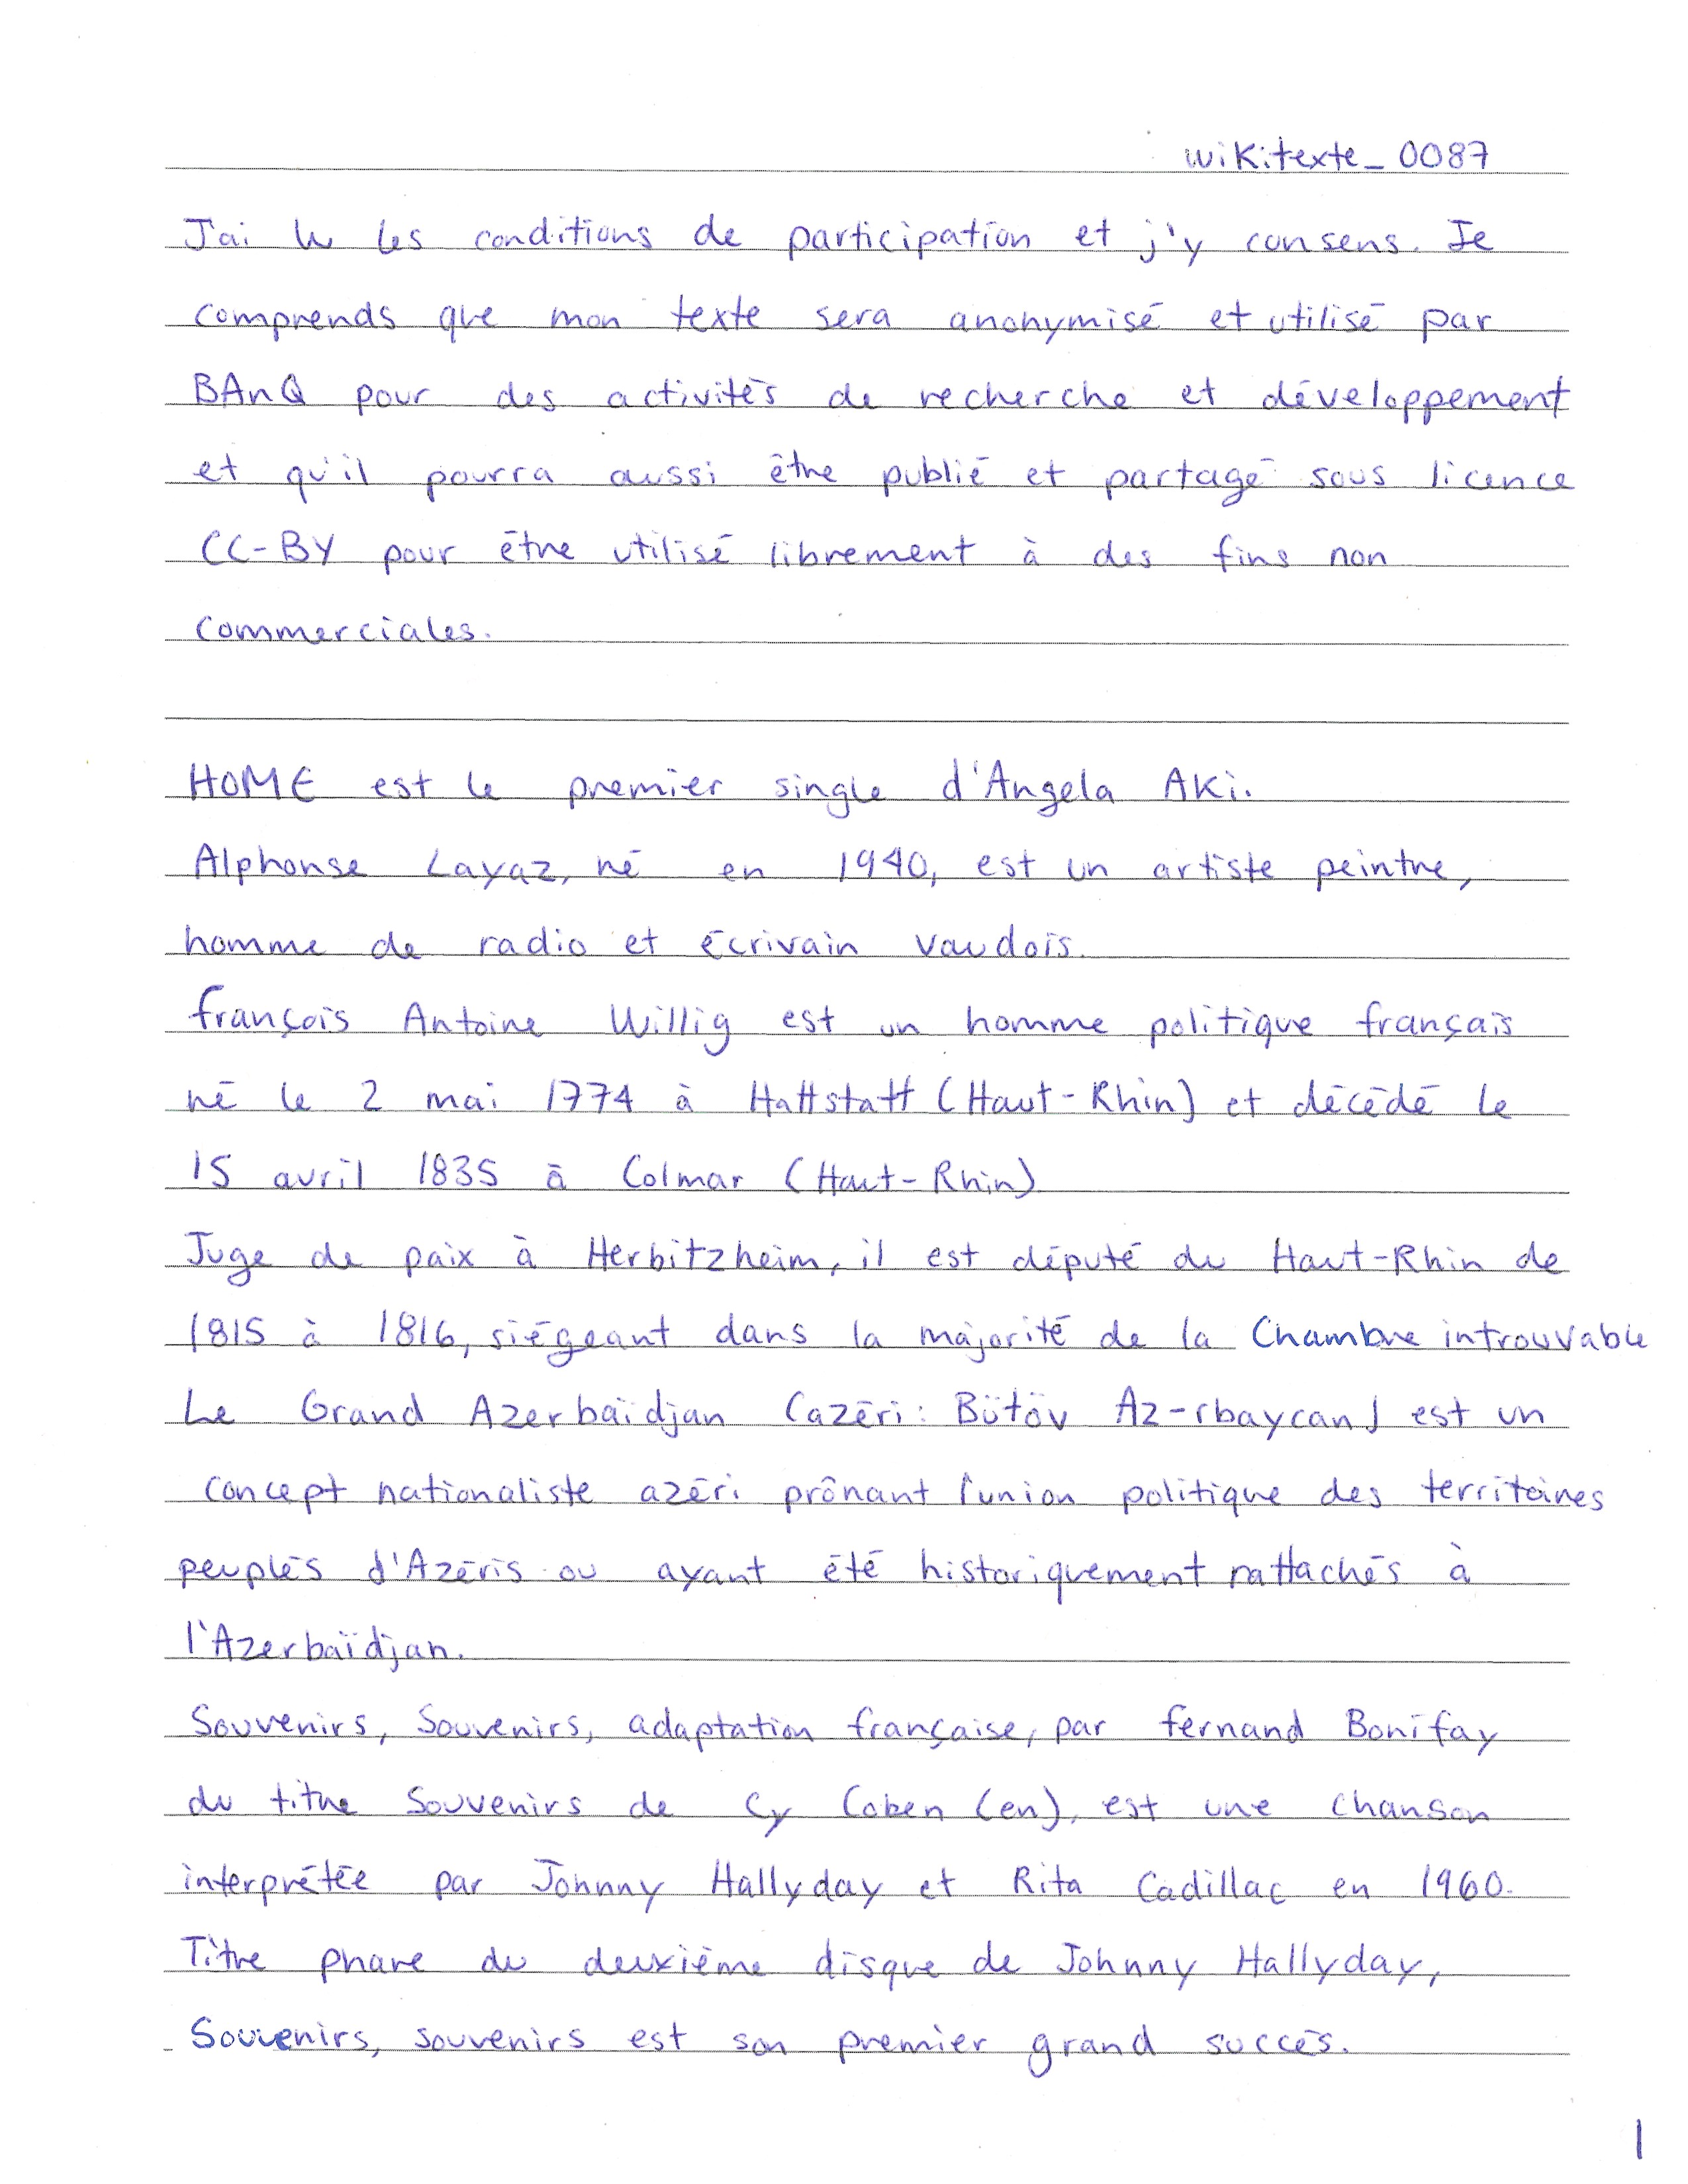 wikitexte_0087
J'ai lu les conditions de participation et j'y consens. Je
comprends que mon texte sera anonymisé et utilisé par
BAnQ pour des activités de recherche et développement
et qu'il pourra aussi être publié et partagé sous licence
CC-BY pour être utilisé librement à des fins non
commerciales.
HOME est le premier single d'Angela Aki.
Alphonse Layaz, né en 1940, est un artiste peintre,
homme de radio et écrivain vaudois.
François Antoine Willig est un homme politique français
né le 2 mai 1774 à Hattstatt (Haut-Rhin) et décédé le
15 avril 1835 à Colmar (Haut-Rhin)
Juge de paix à Herbitzheim, il est député du Haut-Rhin de
1815 à 1816, siégeant dans la majorité de la Chambre introuvable
Le Grand Azerbaïdjan (azéri: Bütöv Az-rbaycan) est un
concept nationaliste azéri prônant l'union politique des territoires
peuplés d'Azéris ou ayant été historiquement rattachés à
l'Azerbaïdjan.
Souvenirs, Souvenirs, adaptation française, par Fernand Bonifay
du titre Souvenirs de Cy Coben (en), est une chanson
interprétée par Johnny Hallyday et Rita Cadillac en 1960.
Titre phare du deuxième disque de Johnny Hallyday,
Souvenirs, souvenirs est son premier grand succès.
1